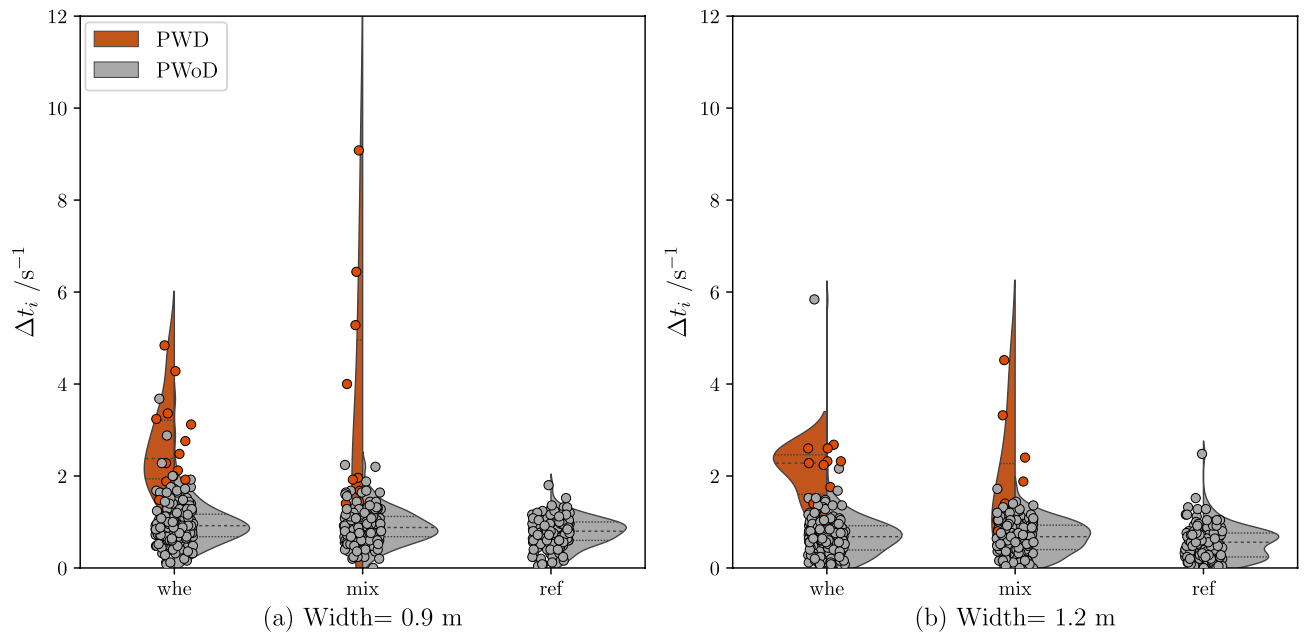 12
10
8
6
4
2
0
Δt_i /s⁻¹
PWD
PWoD
whe
mix
ref
(a) Width= 0.9 m
12
10
8
6
4
2
0
Δt_i /s⁻¹
whe
mix
ref
(b) Width= 1.2 m